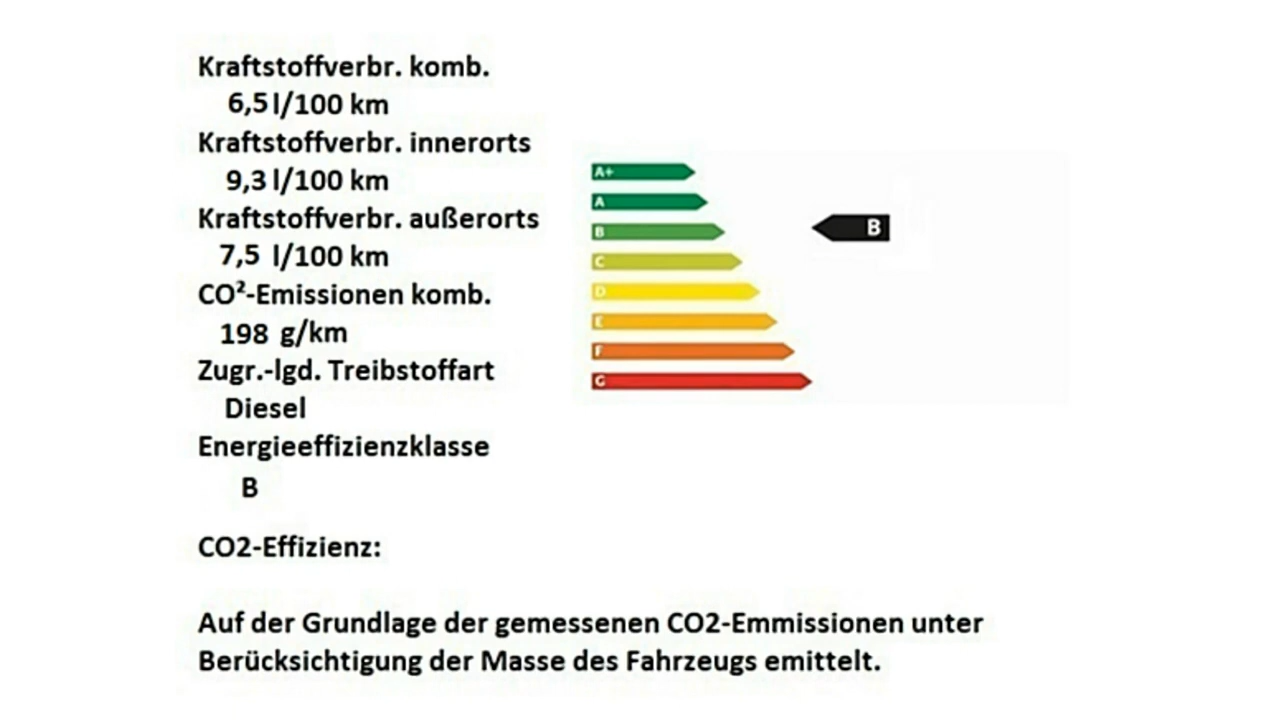 Kraftstoffverbr. komb.
6,5 l/100 km
Kraftstoffverbr. innerorts
9,3 l/100 km
Kraftstoffverbr. außerorts
7,5 l/100 km
CO²-Emissionen komb.
198 g/km
Zugr.-lgd. Treibstoffart
Diesel
Energieeffizienzklasse
B
A+
A
B
C
D
E
F
G
B
CO2-Effizienz:
Auf der Grundlage der gemessenen CO2-Emmissionen unter
Berücksichtigung der Masse des Fahrzeugs emittelt.